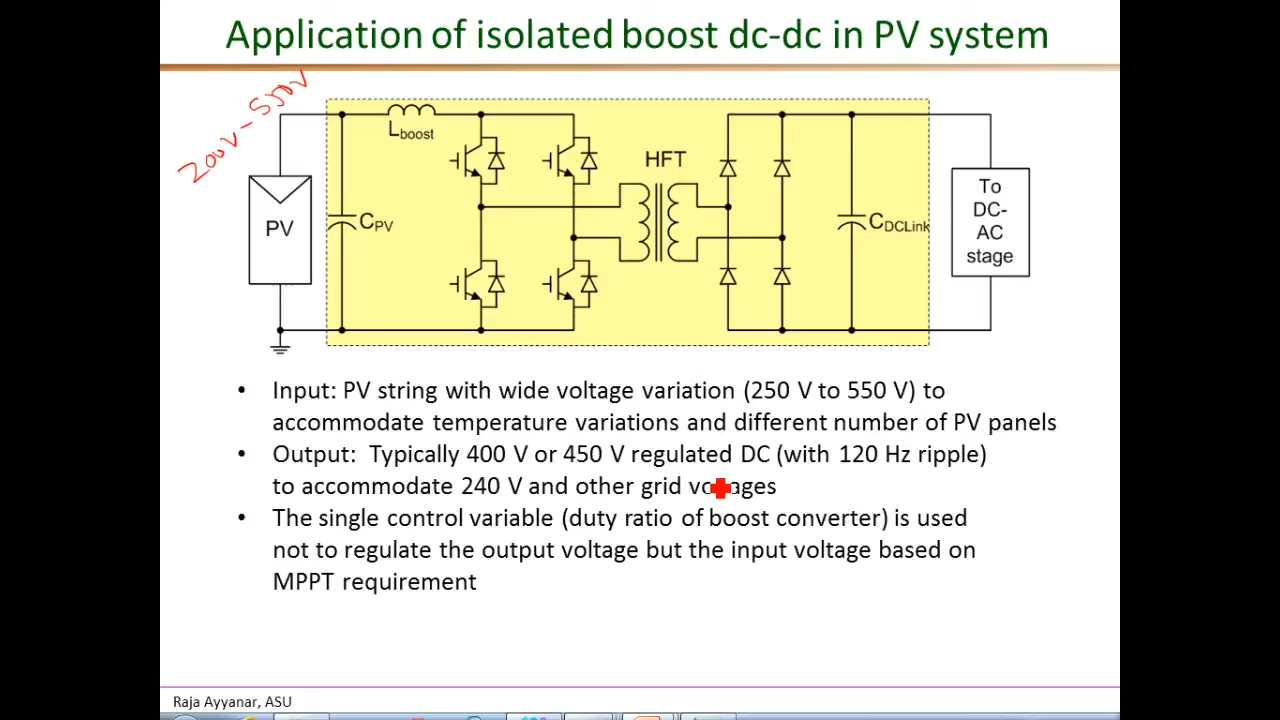 Application of isolated boost dc-dc in PV system
200V - 550V
L boost
HFT
PV
C PV
C DCLink
To
DC-
AC
stage
• Input: PV string with wide voltage variation (250 V to 550 V) to
accommodate temperature variations and different number of PV panels
• Output: Typically 400 V or 450 V regulated DC (with 120 Hz ripple)
to accommodate 240 V and other grid voltages
• The single control variable (duty ratio of boost converter) is used
not to regulate the output voltage but the input voltage based on
MPPT requirement
Raja Ayyanar, ASU